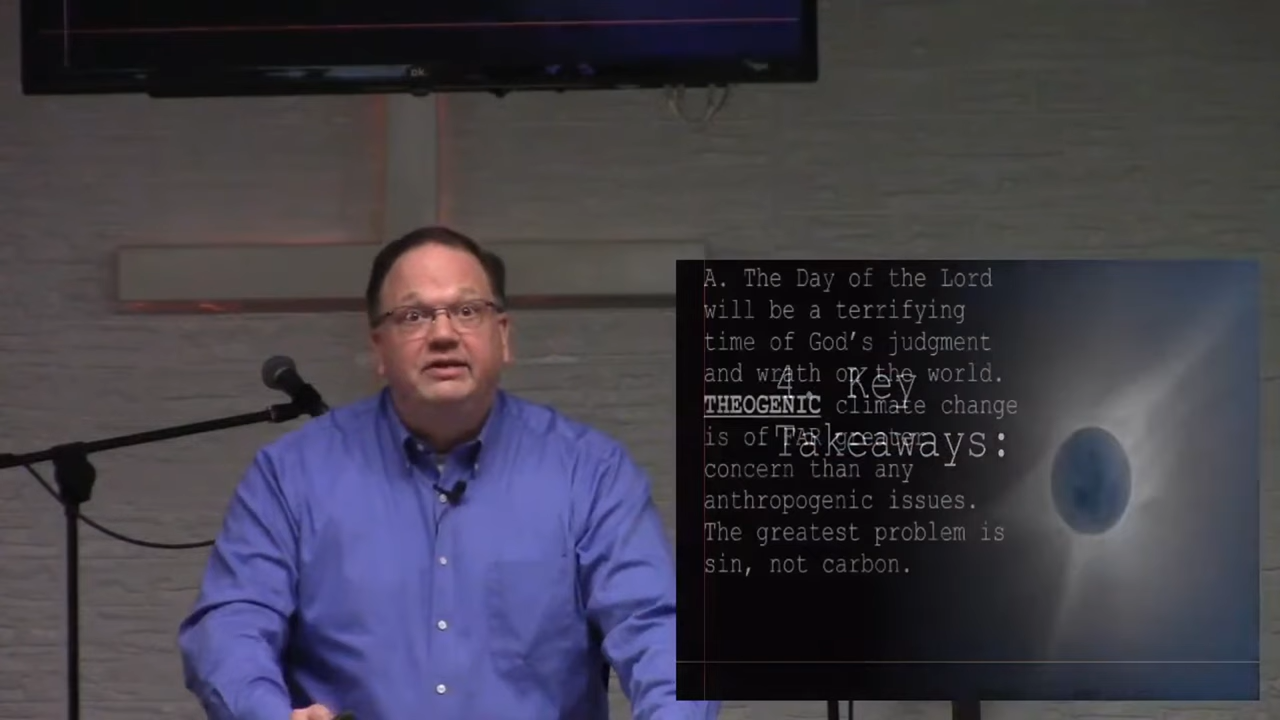 A. The Day of the Lord
will be a terrifying
time of God's judgment
and wrath on the world.
THEOGENIC climate change
is of FAR greater
concern than any
anthropogenic issues.
The greatest problem is
sin, not carbon.
4. Key
Takeaways: